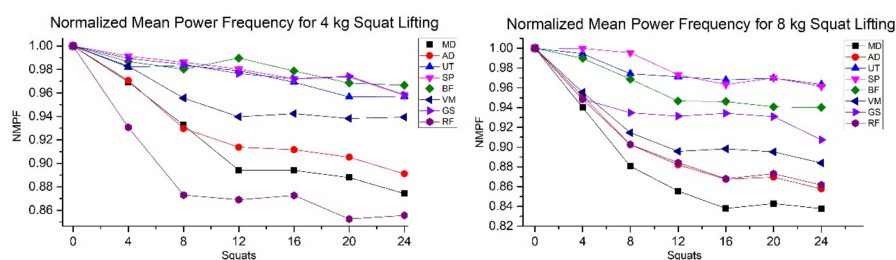 Normalized Mean Power Frequency for 4 kg Squat Lifting
1.00
0.98
0.96
0.94
0.92
0.90
0.88
0.86
NMPF
0
4
8
12
16
20
24
Squats
MD
AD
UT
SP
BF
VM
GS
RF
Normalized Mean Power Frequency for 8 kg Squat Lifting
1.00
0.98
0.96
0.94
0.92
0.90
0.88
0.86
0.84
0.82
NMPF
0
4
8
12
16
20
24
Squats
MD
AD
UT
SP
BF
VM
GS
RF